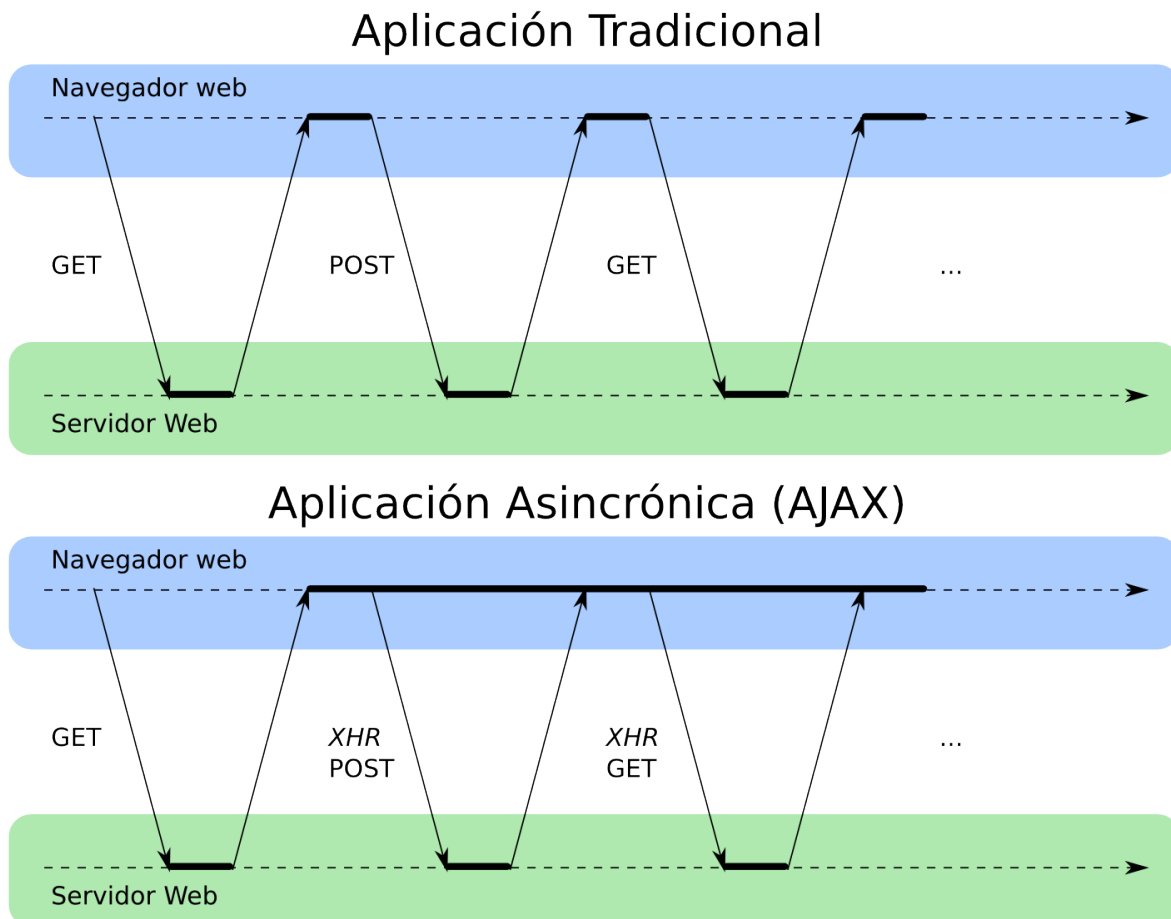 Aplicación Tradicional
Navegador web
GET
POST
GET
...
Servidor Web
Aplicación Asincrónica (AJAX)
Navegador web
GET
XHR
POST
XHR
GET
...
Servidor Web